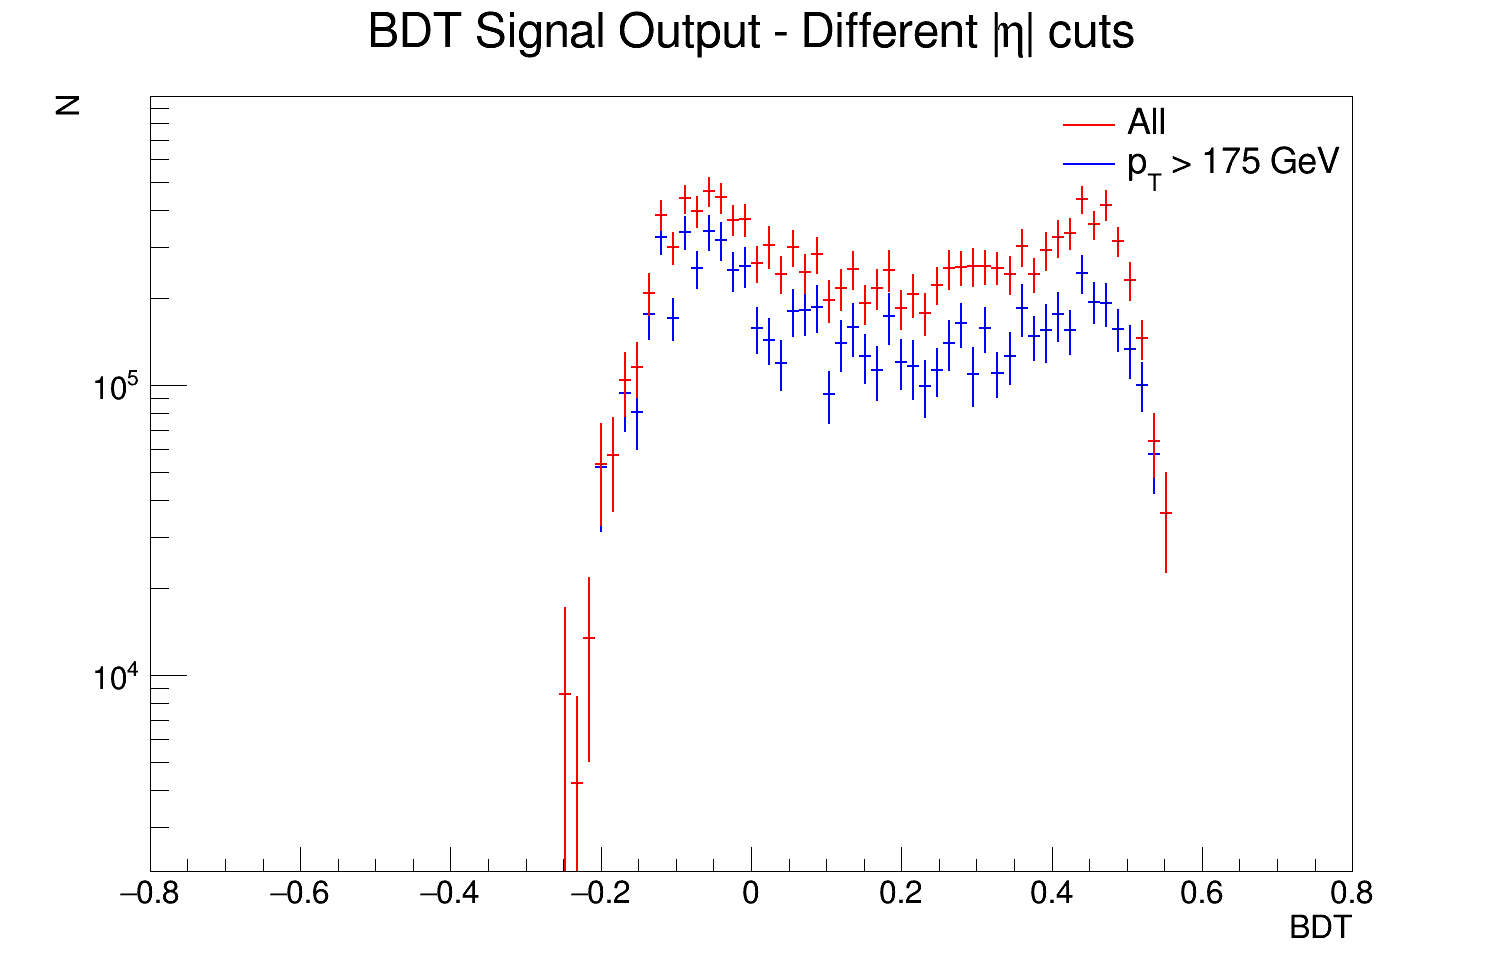 BDT Signal Output - Different |η| cuts
N
All
p_T > 175 GeV
10^5
10^4
−0.8 −0.6 −0.4 −0.2 0 0.2 0.4 0.6 0.8
BDT